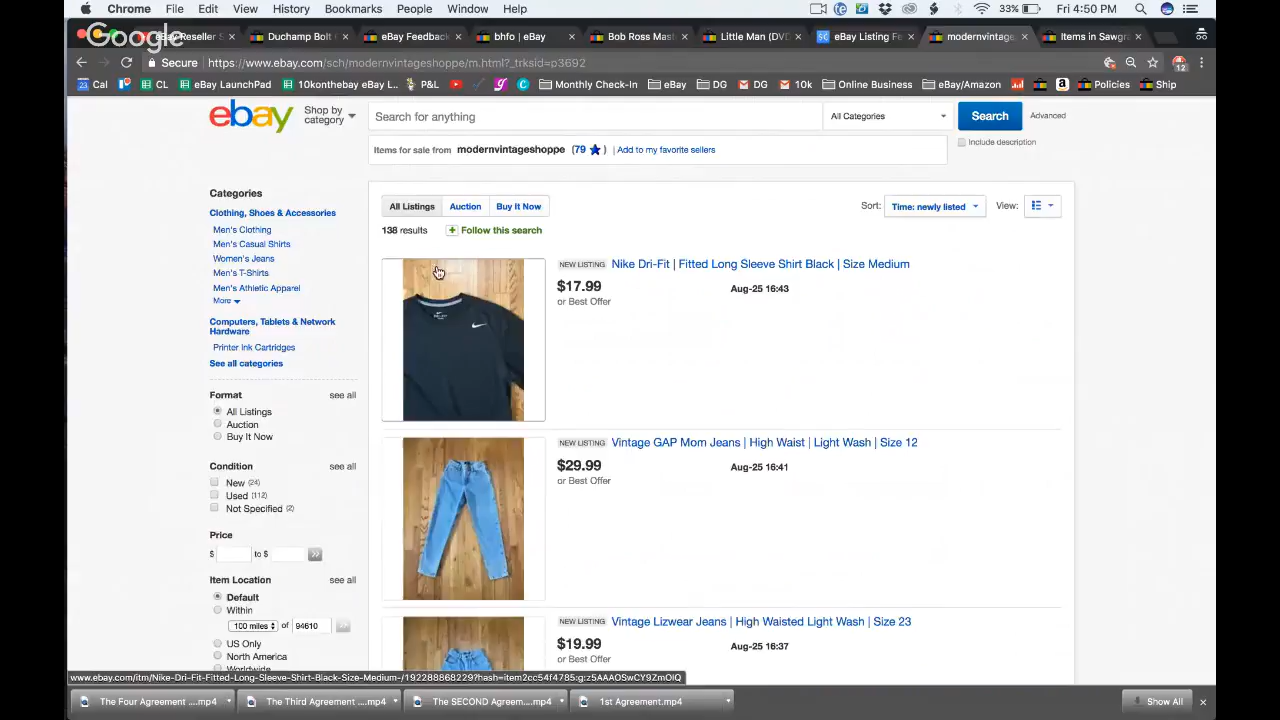 Chrome File Edit View History Bookmarks People Window Help 33% Fri 4:50 PM
Google
eBay Reseller S Duchamp Bolt eBay Feedback bhfo | eBay Bob Ross Mast Little Man (DVD eBay Listing Fe modernvintages Items in Sawgra
Secure https://www.ebay.com/sch/modernvintageshoppe/m.html?_trksid=p3692 12
23 Cal CL eBay LaunchPad 10konthebay eBay L... P&L Monthly Check-In eBay DG DG 10k Online Business eBay/Amazon Policies Ship
ebay Shop by category Search for anything All Categories Search Advanced
Items for sale from modernvintageshoppe (79 ) | Add to my favorite sellers Include description
Categories
Clothing, Shoes & Accessories
Men's Clothing
Men's Casual Shirts
Women's Jeans
Men's T-Shirts
Men's Athletic Apparel
More
Computers, Tablets & Network
Hardware
Printer Ink Cartridges
See all categories
Format see all
All Listings
Auction
Buy It Now
Condition see all
New (24)
Used (112)
Not Specified (2)
Price
$ to $ >>
Item Location see all
Default
Within
100 miles of 94610 >>
US Only
North America
Worldwide
All Listings Auction Buy It Now Sort: Time: newly listed View:
138 results Follow this search
NEW LISTING Nike Dri-Fit | Fitted Long Sleeve Shirt Black | Size Medium
$17.99 Aug-25 16:43
or Best Offer
NEW LISTING Vintage GAP Mom Jeans | High Waist | Light Wash | Size 12
$29.99 Aug-25 16:41
or Best Offer
NEW LISTING Vintage Lizwear Jeans | High Waisted Light Wash | Size 23
$19.99 Aug-25 16:37
or Best Offer
www.ebay.com/itm/Nike-Dri-Fit-Fitted-Long-Sleeve-Shirt-Black-Size-Medium-/192288868229?hash=item2cc54f4785:g:z5AAAOSwCY9ZmOIQ
The Four Agreement ....mp4 The Third Agreement ....mp4 The SECOND Agreem....mp4 1st Agreement.mp4 Show All